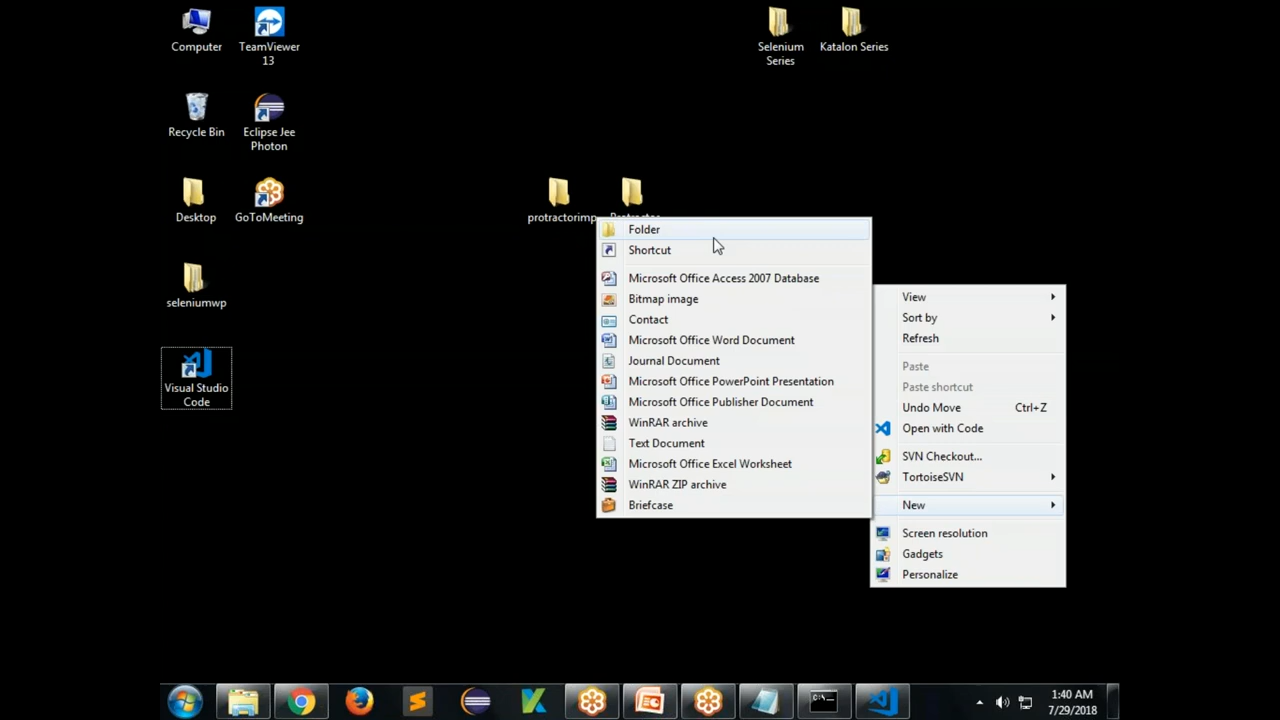 Computer
TeamViewer
13
Selenium
Series
Katalon Series
Recycle Bin
Eclipse Jee
Photon
Desktop
GoToMeeting
protractorimp
Protractor
seleniumwp
Visual Studio
Code
Folder
Shortcut
Microsoft Office Access 2007 Database
Bitmap image
Contact
Microsoft Office Word Document
Journal Document
Microsoft Office PowerPoint Presentation
Microsoft Office Publisher Document
WinRAR archive
Text Document
Microsoft Office Excel Worksheet
WinRAR ZIP archive
Briefcase
View
Sort by
Refresh
Paste
Paste shortcut
Undo Move Ctrl+Z
Open with Code
SVN Checkout...
TortoiseSVN
New
Screen resolution
Gadgets
Personalize
1:40 AM
7/29/2018